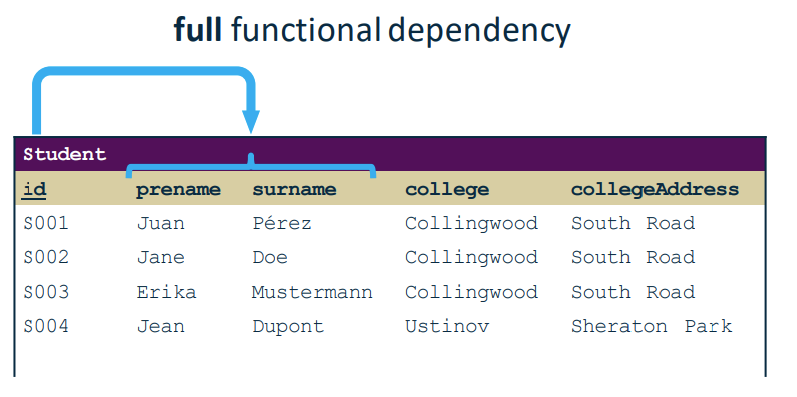 full functional dependency
Student
id prename surname college collegeAddress
S001 Juan Pérez Collingwood South Road
S002 Jane Doe Collingwood South Road
S003 Erika Mustermann Collingwood South Road
S004 Jean Dupont Ustinov Sheraton Park